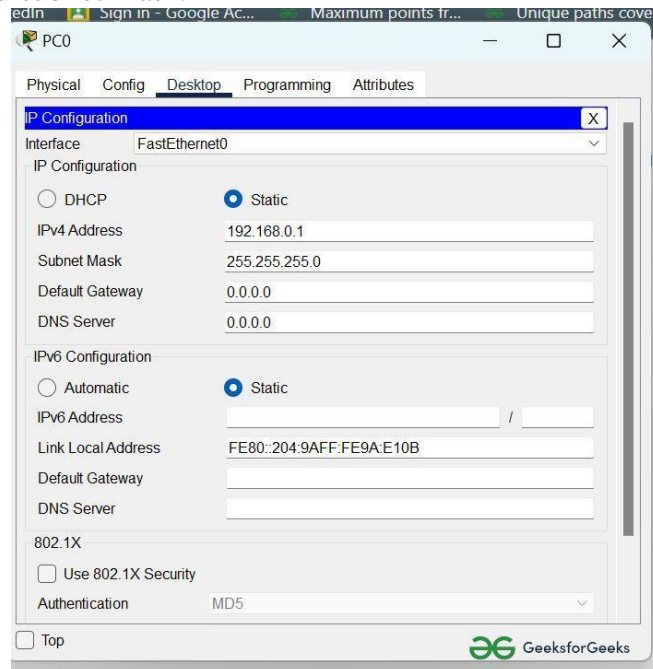 edIn Sign in - Google Ac... Maximum points fr... Unique paths cove
PC0
Physical Config Desktop Programming Attributes
IP Configuration X
Interface FastEthernet0
IP Configuration
DHCP Static
IPv4 Address 192.168.0.1
Subnet Mask 255.255.255.0
Default Gateway 0.0.0.0
DNS Server 0.0.0.0
IPv6 Configuration
Automatic Static
IPv6 Address /
Link Local Address FE80::204:9AFF:FE9A:E10B
Default Gateway
DNS Server
802.1X
Use 802.1X Security
Authentication MD5
Top
GeeksforGeeks